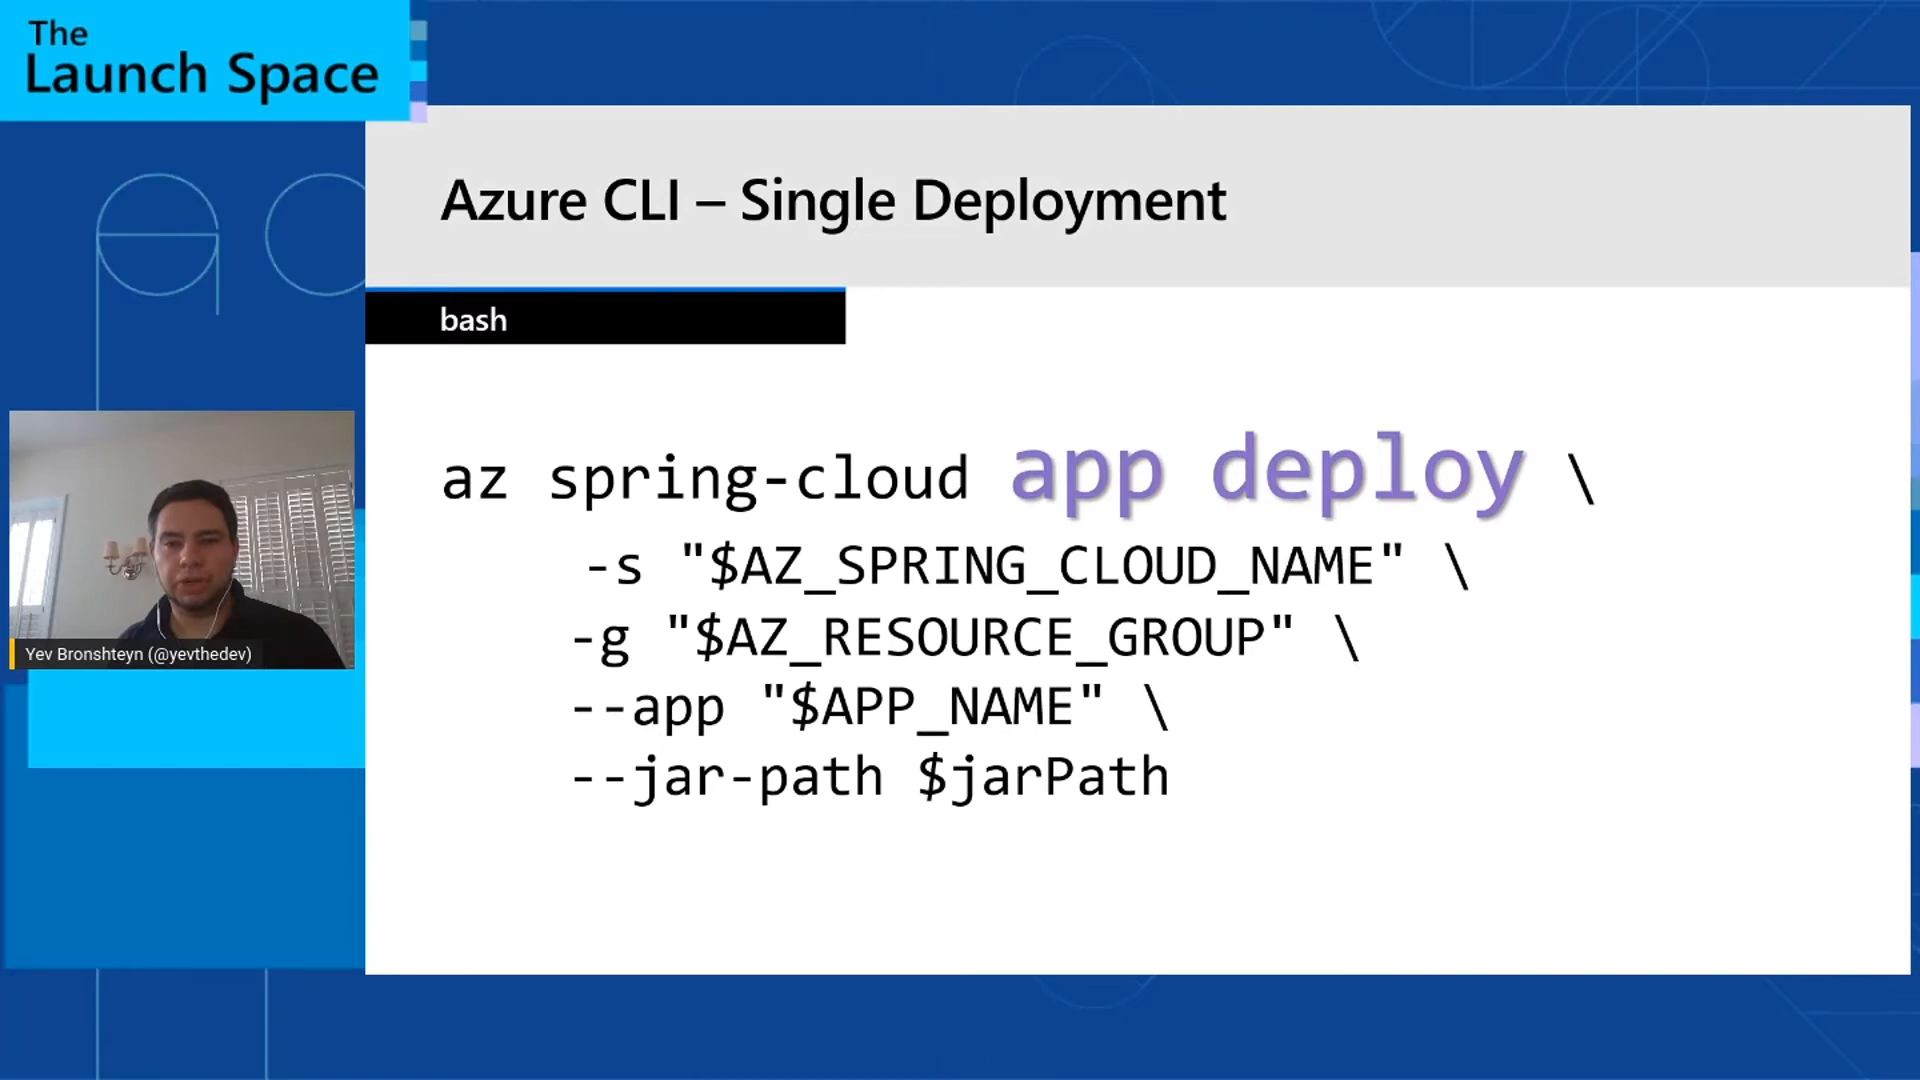 The
Launch Space
Azure CLI – Single Deployment
bash
az spring-cloud app deploy \
-s "$AZ_SPRING_CLOUD_NAME" \
-g "$AZ_RESOURCE_GROUP" \
--app "$APP_NAME" \
--jar-path $jarPath
Yev Bronshteyn (@yevthedev)